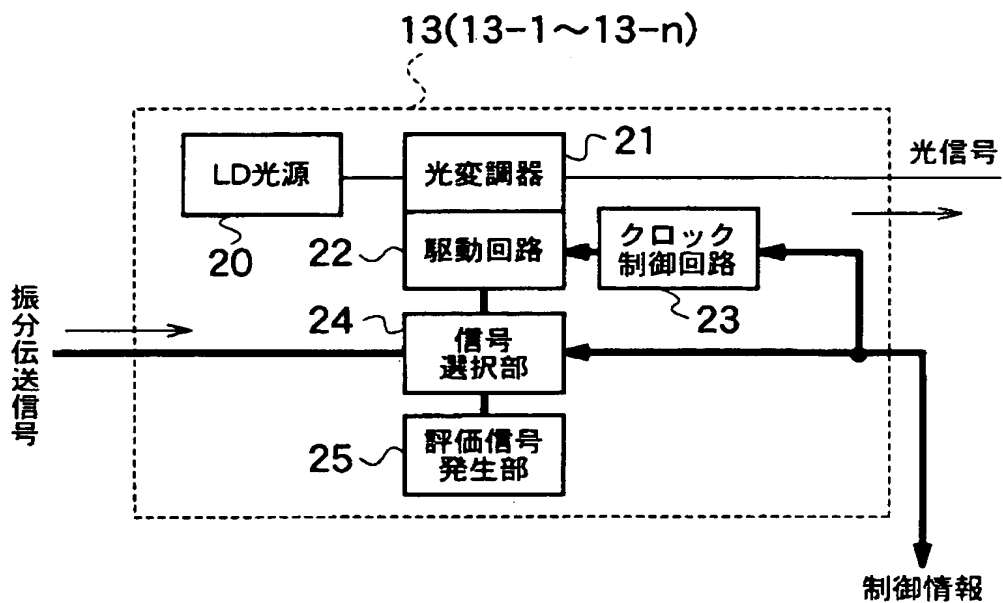 13(13-1〜13-n)
LD光源
20
光変調器
21
光信号
22
駆動回路
クロック
制御回路
23
振分伝送信号
24
信号
選択部
25
評価信号
発生部
制御情報